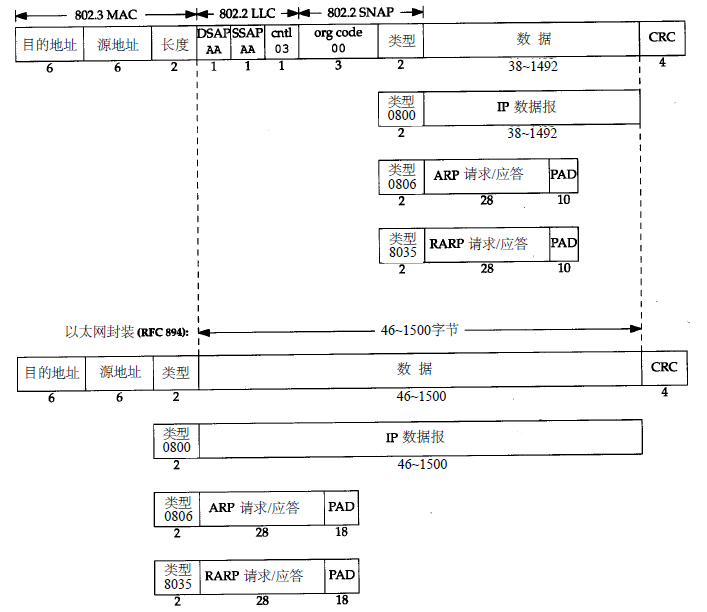 802.3 MAC 802.2 LLC 802.2 SNAP
目的地址 源地址 长度 DSAP AA SSAP AA cntl 03 org code 00 类型 数 据 CRC
6 6 2 1 1 1 3 2 38~1492 4
类型 0800 IP 数据报
2 38~1492
类型 0806 ARP 请求/应答 PAD
2 28 10
类型 8035 RARP 请求/应答 PAD
2 28 10
以太网封装 (RFC 894): 46~1500字节
目的地址 源地址 类型 数 据 CRC
6 6 2 46~1500 4
类型 0800 IP 数据报
2 46~1500
类型 0806 ARP 请求/应答 PAD
2 28 18
类型 8035 RARP 请求/应答 PAD
2 28 18